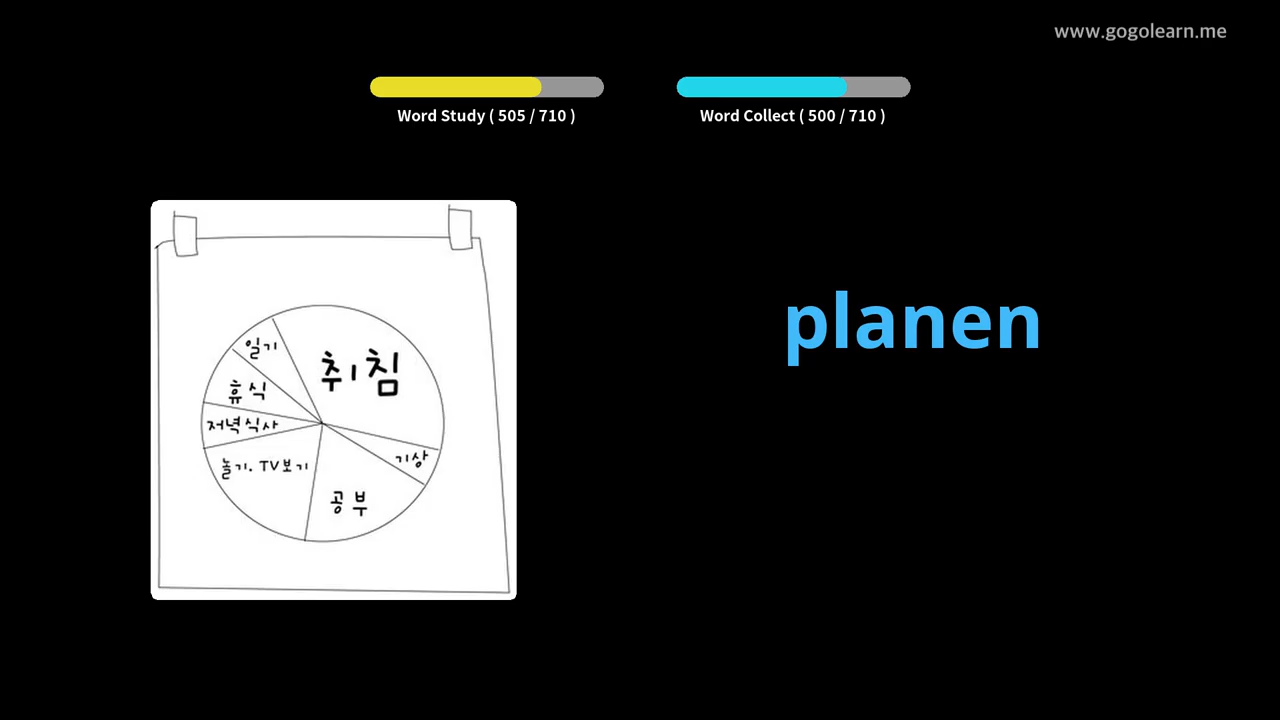 www.gogolearn.me
Word Study ( 505 / 710 )
Word Collect ( 500 / 710 )
planen
일기
취침
휴식
저녁식사
기상
놀기. TV보기
공부